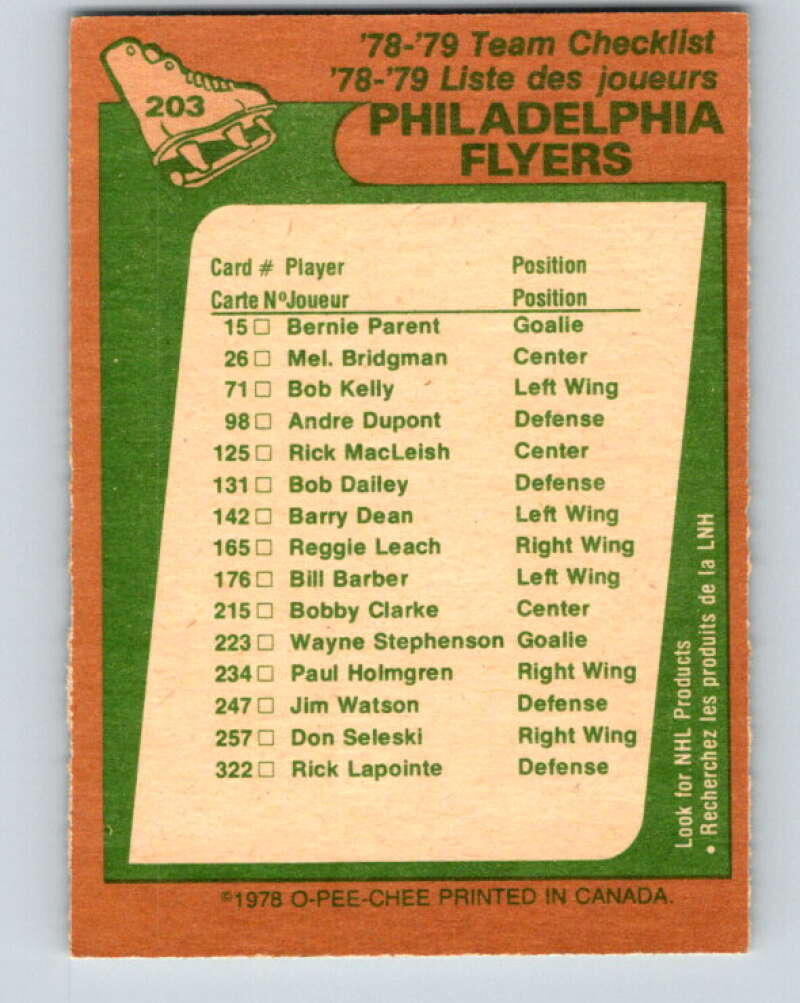 203
'78-'79 Team Checklist
'78-'79 Liste des joueurs
PHILADELPHIA
FLYERS
Card # Player Position
Carte Nº Joueur Position
15 □ Bernie Parent Goalie
26 □ Mel. Bridgman Center
71 □ Bob Kelly Left Wing
98 □ Andre Dupont Defense
125 □ Rick MacLeish Center
131 □ Bob Dailey Defense
142 □ Barry Dean Left Wing
165 □ Reggie Leach Right Wing
176 □ Bill Barber Left Wing
215 □ Bobby Clarke Center
223 □ Wayne Stephenson Goalie
234 □ Paul Holmgren Right Wing
247 □ Jim Watson Defense
257 □ Don Seleski Right Wing
322 □ Rick Lapointe Defense
Look for NHL Products
• Recherchez les produits de la LNH
©1978 O-PEE-CHEE PRINTED IN CANADA.